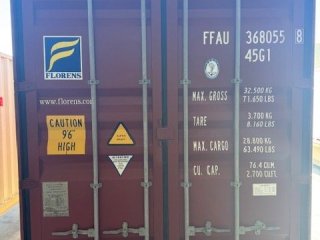 FLORENS
www.florens.co
CAUTION
9'6"
HIGH
FFAU 368055 8
45G1
MAX. GROSS 32.500 KG
71.650 LBS
TARE 3.700 KG
8.160 LBS
MAX. CARGO 28.800 KG
63.490 LBS
CU. CAP. 76.4 CU.M
2.700 CU.FT.